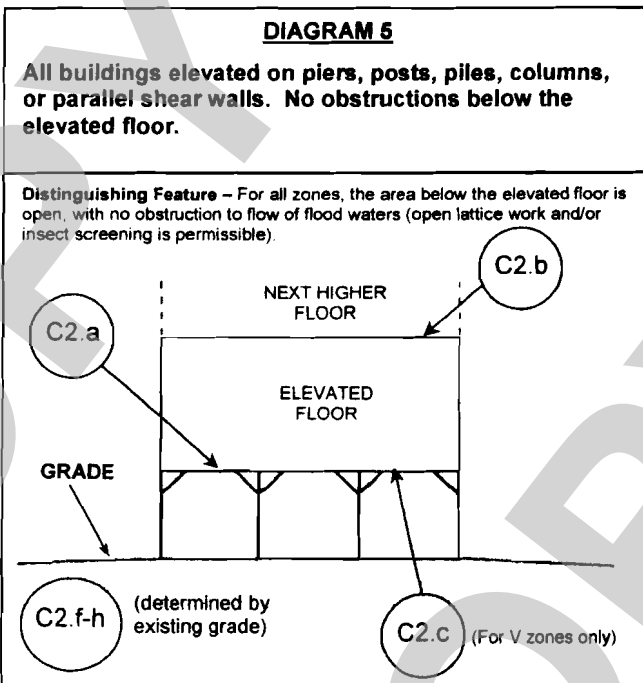 DIAGRAM 5
All buildings elevated on piers, posts, piles, columns,
or parallel shear walls. No obstructions below the
elevated floor.
Distinguishing Feature – For all zones, the area below the elevated floor is
open, with no obstruction to flow of flood waters (open lattice work and/or
insect screening is permissible).
C2.b
NEXT HIGHER
FLOOR
C2.a
ELEVATED
FLOOR
GRADE
C2.f-h
(determined by
existing grade)
C2.c (For V zones only)